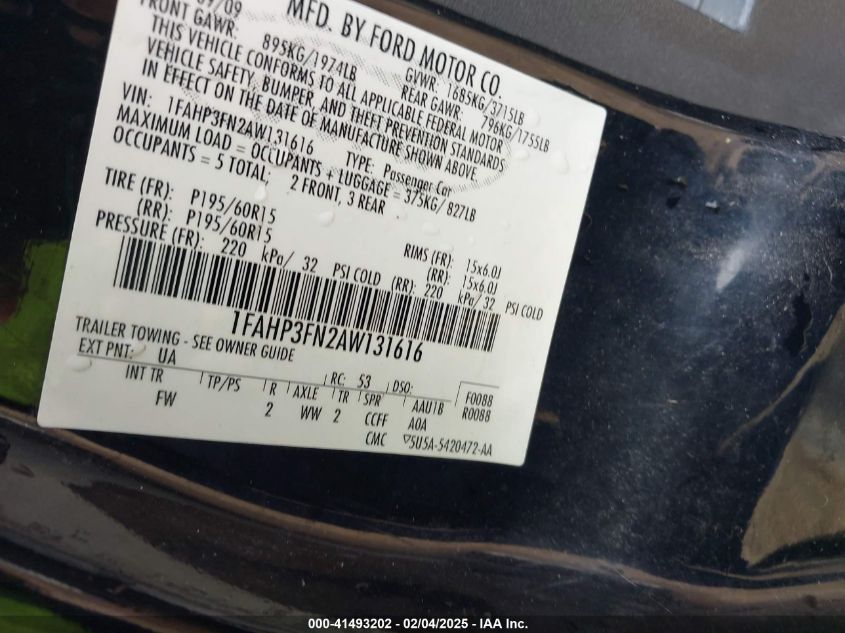 MFD. BY FORD MOTOR CO.
09/09 GVWR: 1685KG/3715LB
FRONT GAWR: 895KG/1974LB REAR GAWR: 796KG/1755LB
THIS VEHICLE CONFORMS TO ALL APPLICABLE FEDERAL MOTOR
VEHICLE SAFETY, BUMPER, AND THEFT PREVENTION STANDARDS
IN EFFECT ON THE DATE OF MANUFACTURE SHOWN ABOVE.
VIN: 1FAHP3FN2AW131616 TYPE: Passenger Car
MAXIMUM LOAD = OCCUPANTS + LUGGAGE = 375KG/827LB
OCCUPANTS = 5 TOTAL; 2 FRONT, 3 REAR
TIRE (FR): P195/60R15 RIMS (FR): 15x6.0J
(RR): P195/60R15 (RR): 15x6.0J
PRESSURE (FR): 220 kPa/ 32 PSI COLD (RR): 220 kPa/ 32 PSI COLD
1FAHP3FN2AW131616
TRAILER TOWING - SEE OWNER GUIDE
EXT PNT: UA RC: 53 DSO: F0088
INT TR TP/PS R AXLE TR SPR AAU1B R0088
FW 2 WW 2 CCFF AOA
CMC 5U5A-5420472-AA
000-41493202 - 02/04/2025 - IAA Inc.